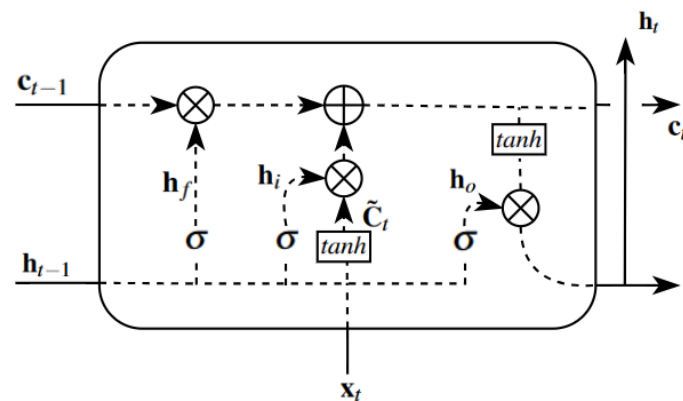 h_t
c_{t−1}
c_t
tanh
h_f
h_i
h_o
C̃_t
σ
σ
tanh
σ
h_{t−1}
x_t